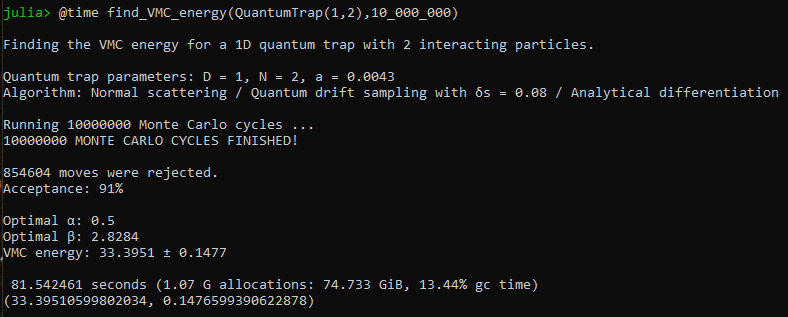 julia> @time find_VMC_energy(QuantumTrap(1,2),10_000_000)
Finding the VMC energy for a 1D quantum trap with 2 interacting particles.
Quantum trap parameters: D = 1, N = 2, a = 0.0043
Algorithm: Normal scattering / Quantum drift sampling with δs = 0.08 / Analytical differentiation
Running 10000000 Monte Carlo cycles ...
10000000 MONTE CARLO CYCLES FINISHED!
854604 moves were rejected.
Acceptance: 91%
Optimal α: 0.5
Optimal β: 2.8284
VMC energy: 33.3951 ± 0.1477
81.542461 seconds (1.07 G allocations: 74.733 GiB, 13.44% gc time)
(33.39510599802034, 0.1476599390622878)